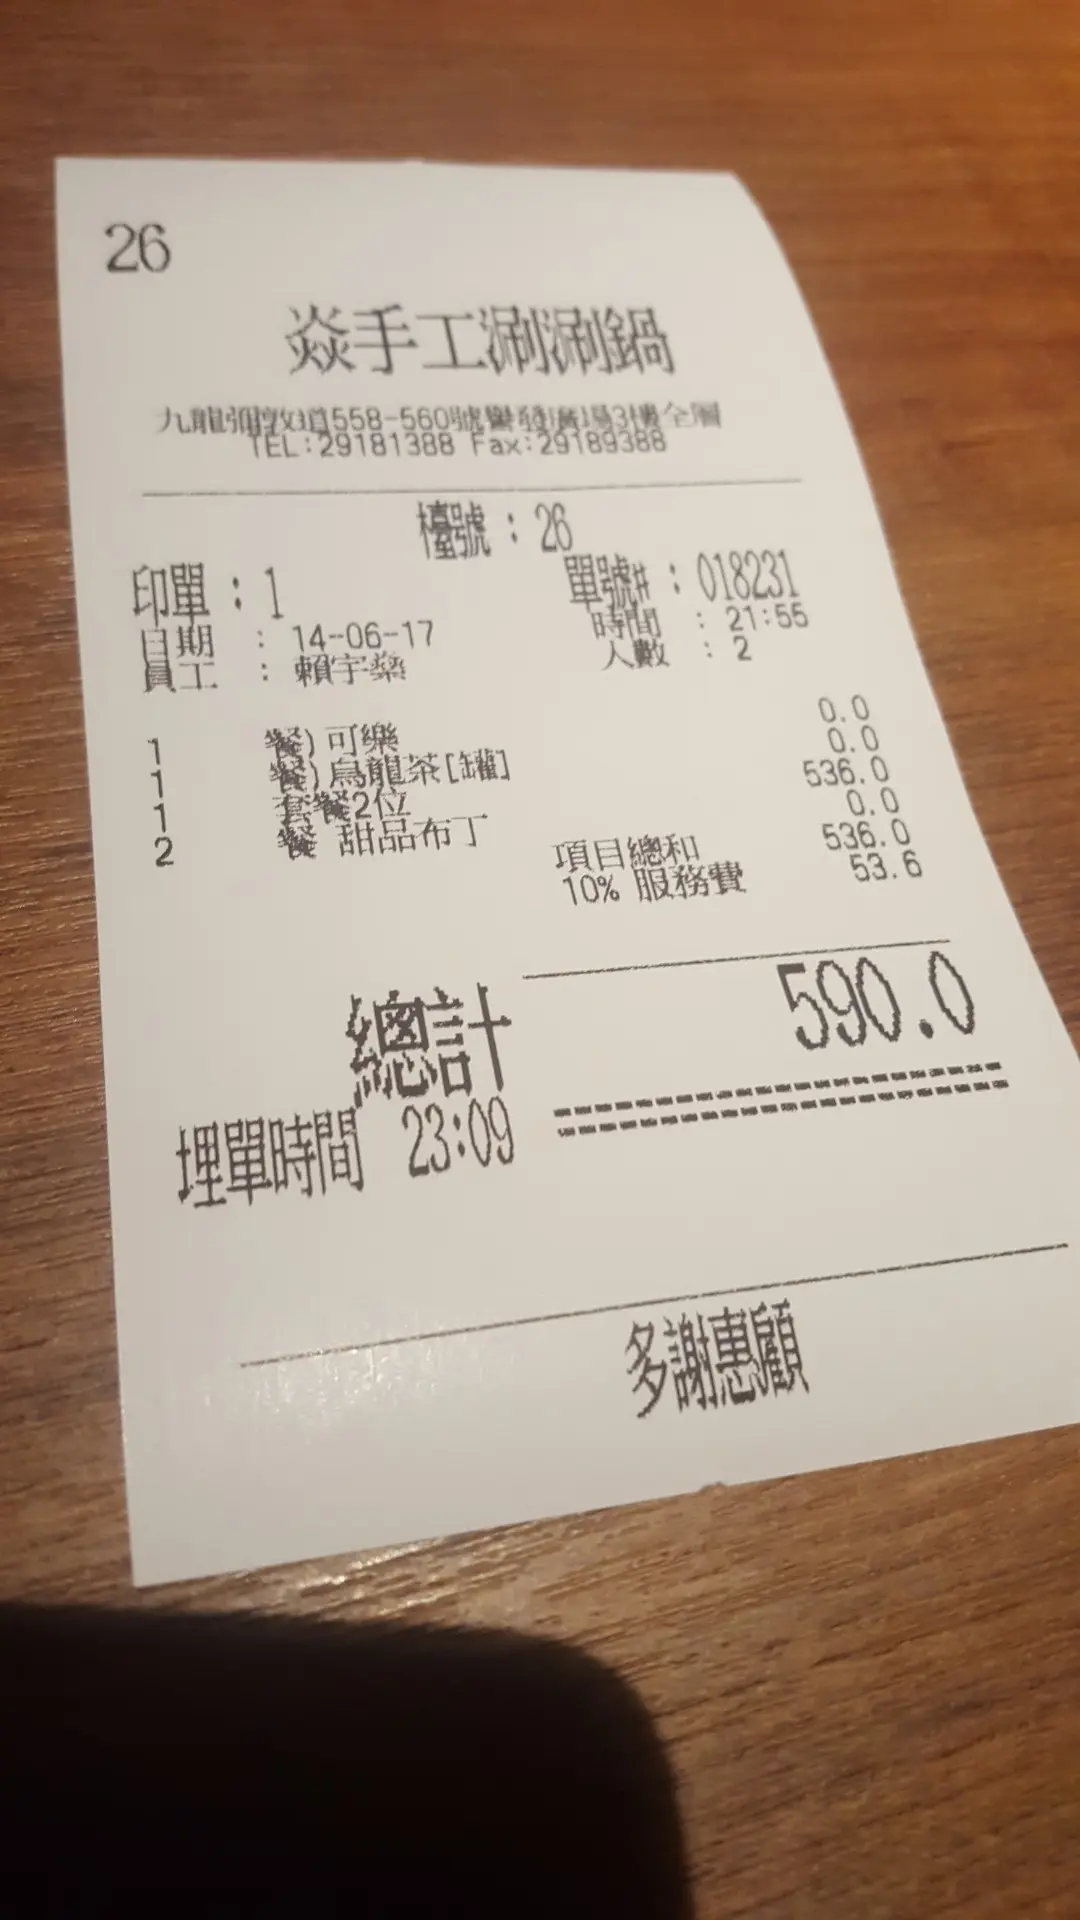 26
焱手工涮涮鍋
九龍彌敦道558-560號譽發廣場3樓全層
TEL:29181388 Fax:29189388
檯號 : 26
印單 : 1 單號# : 018231
日期 : 14-06-17 時間 : 21:55
員工 : 賴宇燊 人數 : 2
1 餐) 可樂 0.0
1 餐) 烏龍茶[罐] 0.0
1 套餐2位 536.0
2 餐 甜品布丁 0.0
項目總和 536.0
10% 服務費 53.6
總計 590.0
埋單時間 23:09
多謝惠顧